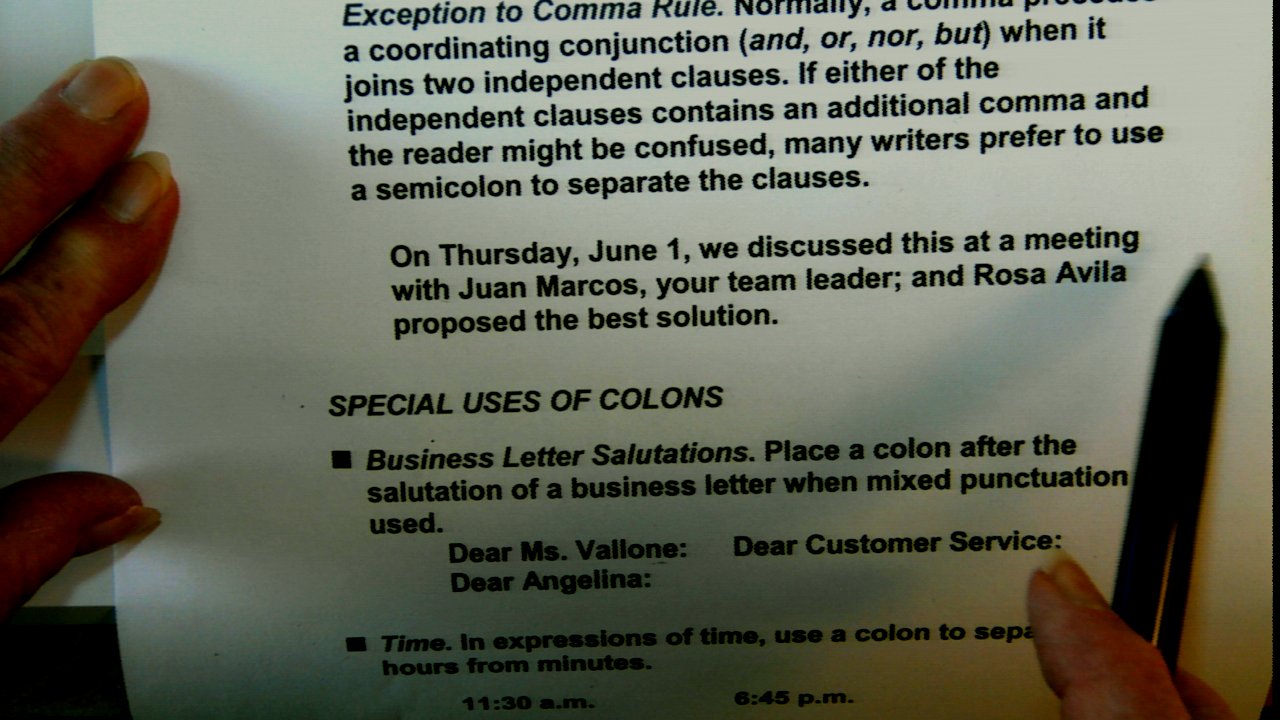 Exception to Comma Rule. Normally, a comma
a coordinating conjunction (and, or, nor, but) when it
joins two independent clauses. If either of the
independent clauses contains an additional comma and
the reader might be confused, many writers prefer to use
a semicolon to separate the clauses.
On Thursday, June 1, we discussed this at a meeting
with Juan Marcos, your team leader; and Rosa Avila
proposed the best solution.
SPECIAL USES OF COLONS
■ Business Letter Salutations. Place a colon after the
salutation of a business letter when mixed punctuation
used.
Dear Ms. Vallone: Dear Customer Service:
Dear Angelina:
■ Time. In expressions of time, use a colon to
hours from minutes.
11:30 a.m. 6:45 p.m.